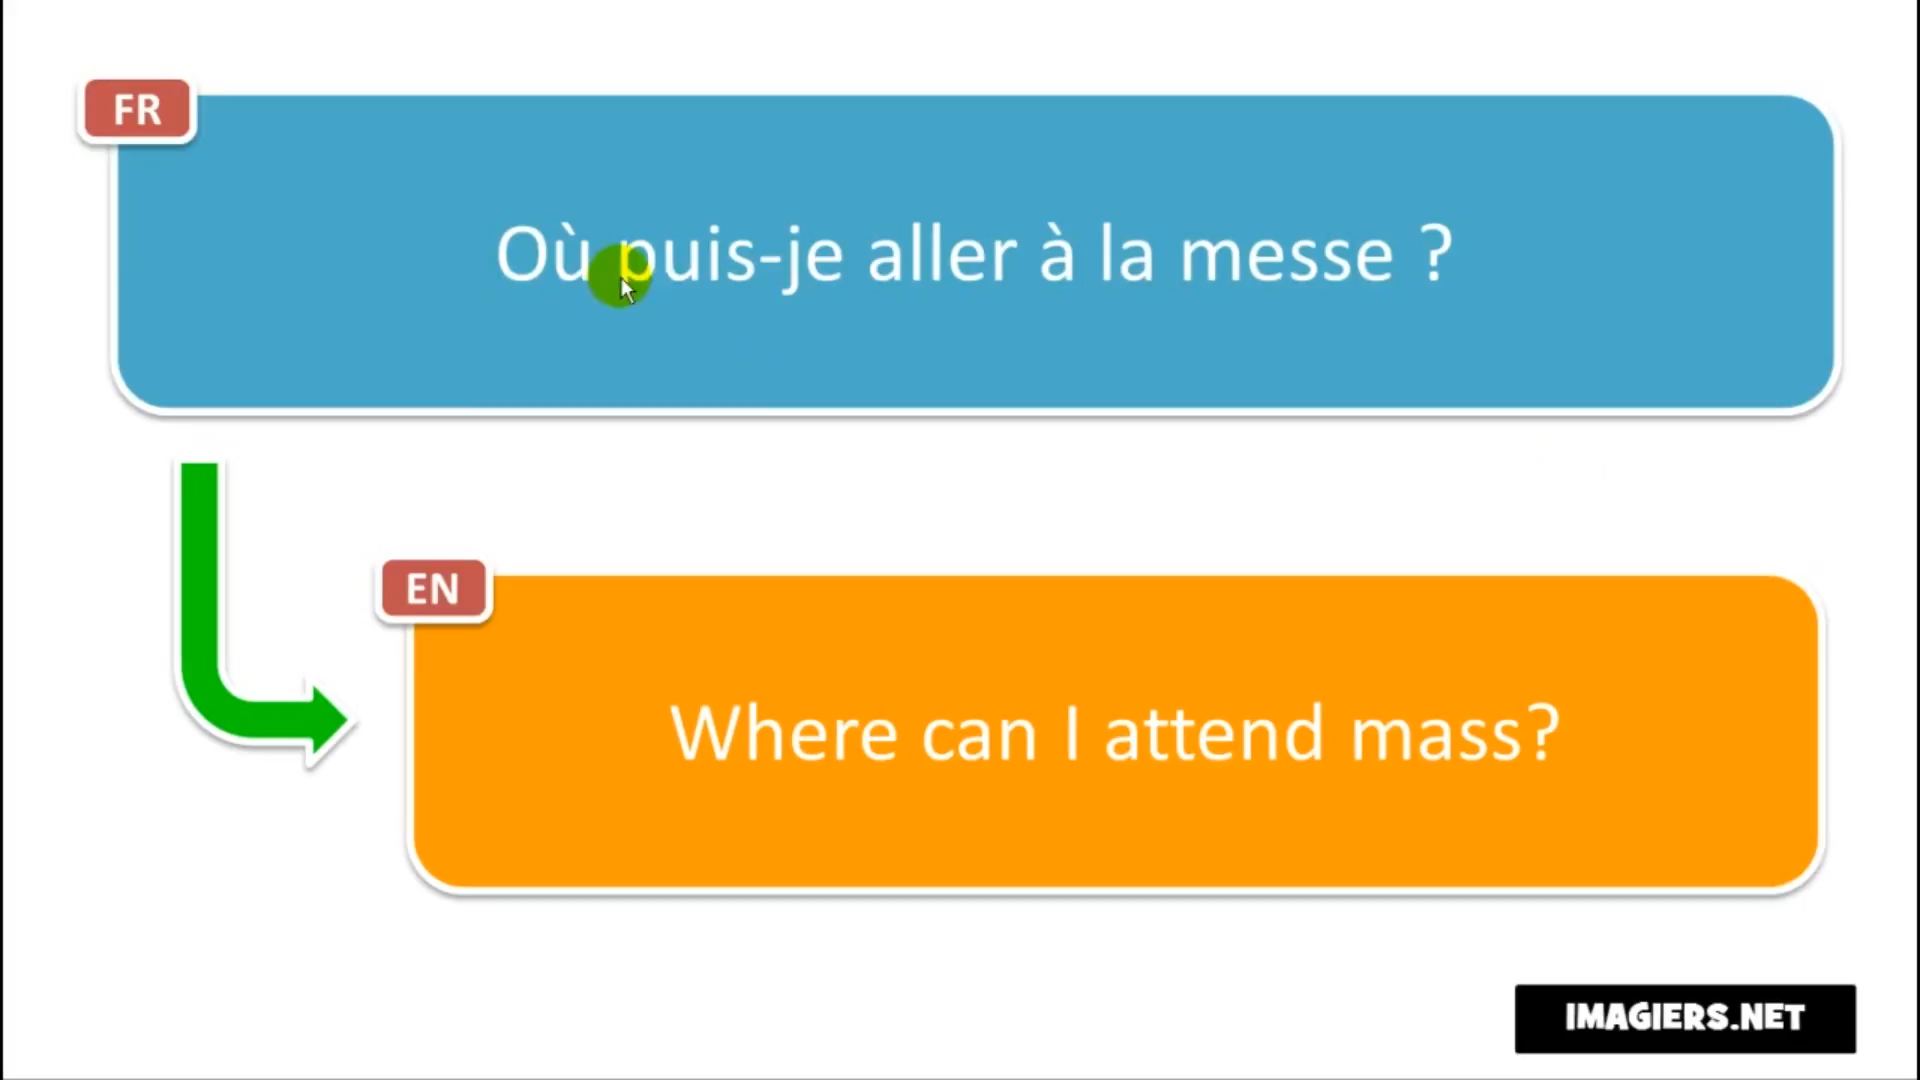 FR
Où puis-je aller à la messe ?
EN
Where can I attend mass?
IMAGIERS.NET